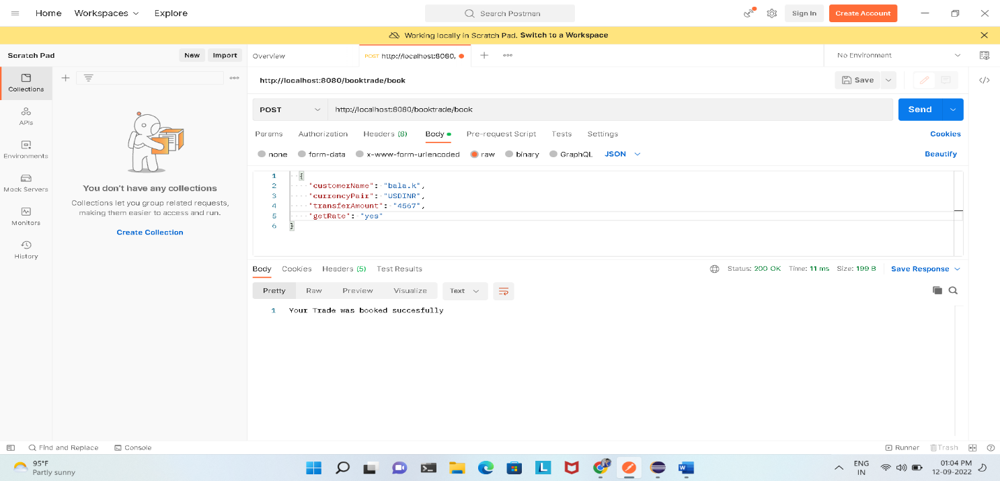 Home Workspaces Explore Search Postman Sign In Create Account
Working locally in Scratch Pad. Switch to a Workspace
Scratch Pad New Import Overview POST http://localhost:8080, No Environment
http://localhost:8080/booktrade/book Save
Collections
POST http://localhost:8080/booktrade/book Send
APIs
Params Authorization Headers (8) Body Pre-request Script Tests Settings Cookies
Environments
none form-data x-www-form-urlencoded raw binary GraphQL JSON Beautify
1 {
2 "customerName": "bala.k",
3 "currencyPair": "USDINR",
4 "transferAmount": "4567",
5 "getRate": "yes"
6 }
Mock Servers
Monitors
History
You don't have any collections
Collections let you group related requests,
making them easier to access and run.
Create Collection
Body Cookies Headers (5) Test Results Status: 200 OK Time: 11 ms Size: 199 B Save Response
Pretty Raw Preview Visualize Text
1 Your Trade was booked succesfully
Find and Replace Console Runner Trash
95°F
Partly sunny
ENG
IN
01:04 PM
12-09-2022